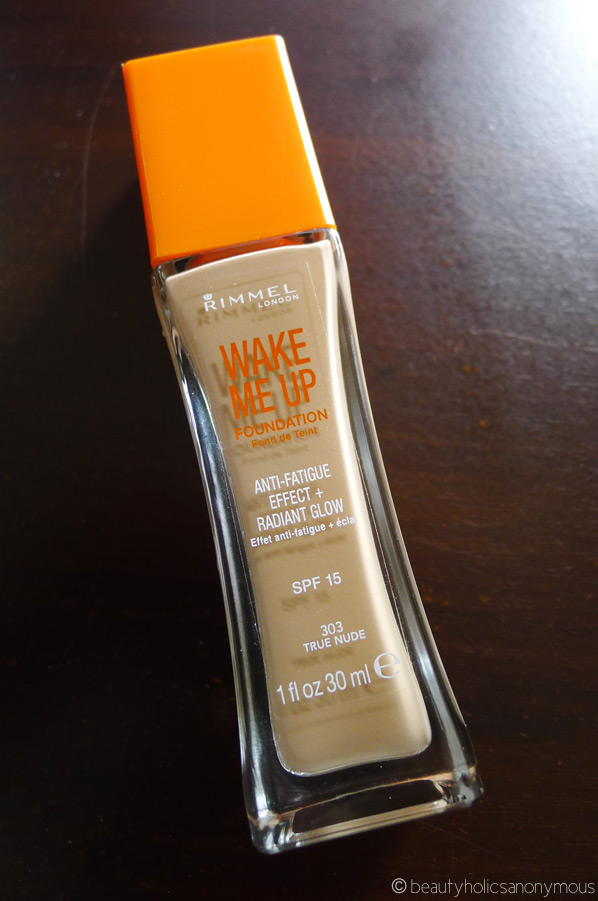 RIMMEL
LONDON
WAKE
ME UP
FOUNDATION
Fond de Teint
ANTI-FATIGUE
EFFECT +
RADIANT GLOW
Effet anti-fatigue + écla
SPF 15
303
TRUE NUDE
1 fl oz 30 ml e
© beautyholicsanonymous